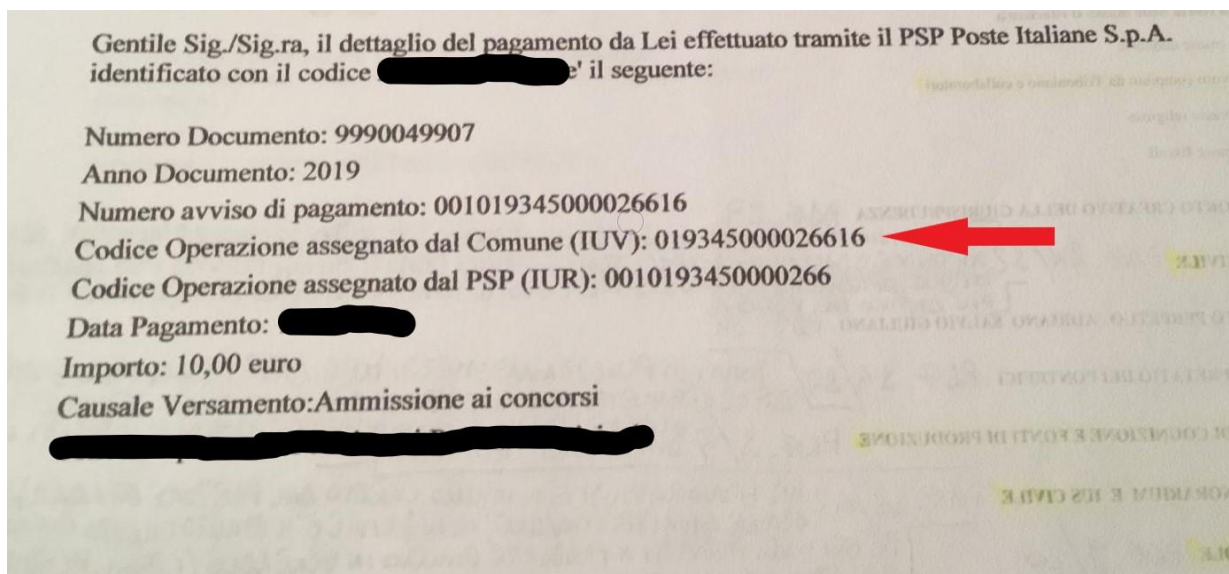 Gentile Sig./Sig.ra, il dettaglio del pagamento da Lei effettuato tramite il PSP Poste Italiane S.p.A.
identificato con il codice e' il seguente:
Numero Documento: 9990049907
Anno Documento: 2019
Numero avviso di pagamento: 001019345000026616
Codice Operazione assegnato dal Comune (IUV): 019345000026616
Codice Operazione assegnato dal PSP (IUR): 0010193450000266
Data Pagamento:
Importo: 10,00 euro
Causale Versamento:Ammissione ai concorsi